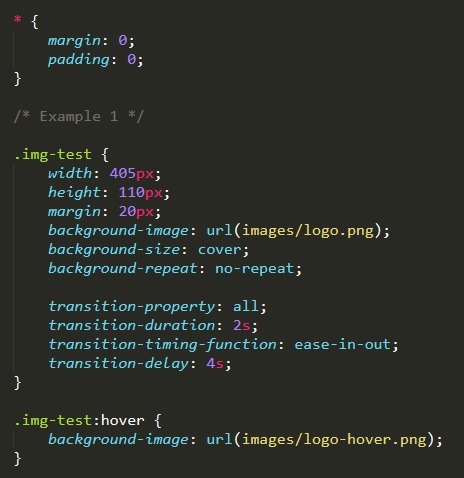 * {
margin: 0;
padding: 0;
}
/* Example 1 */
.img-test {
width: 405px;
height: 110px;
margin: 20px;
background-image: url(images/logo.png);
background-size: cover;
background-repeat: no-repeat;
transition-property: all;
transition-duration: 2s;
transition-timing-function: ease-in-out;
transition-delay: 4s;
}
.img-test:hover {
background-image: url(images/logo-hover.png);
}